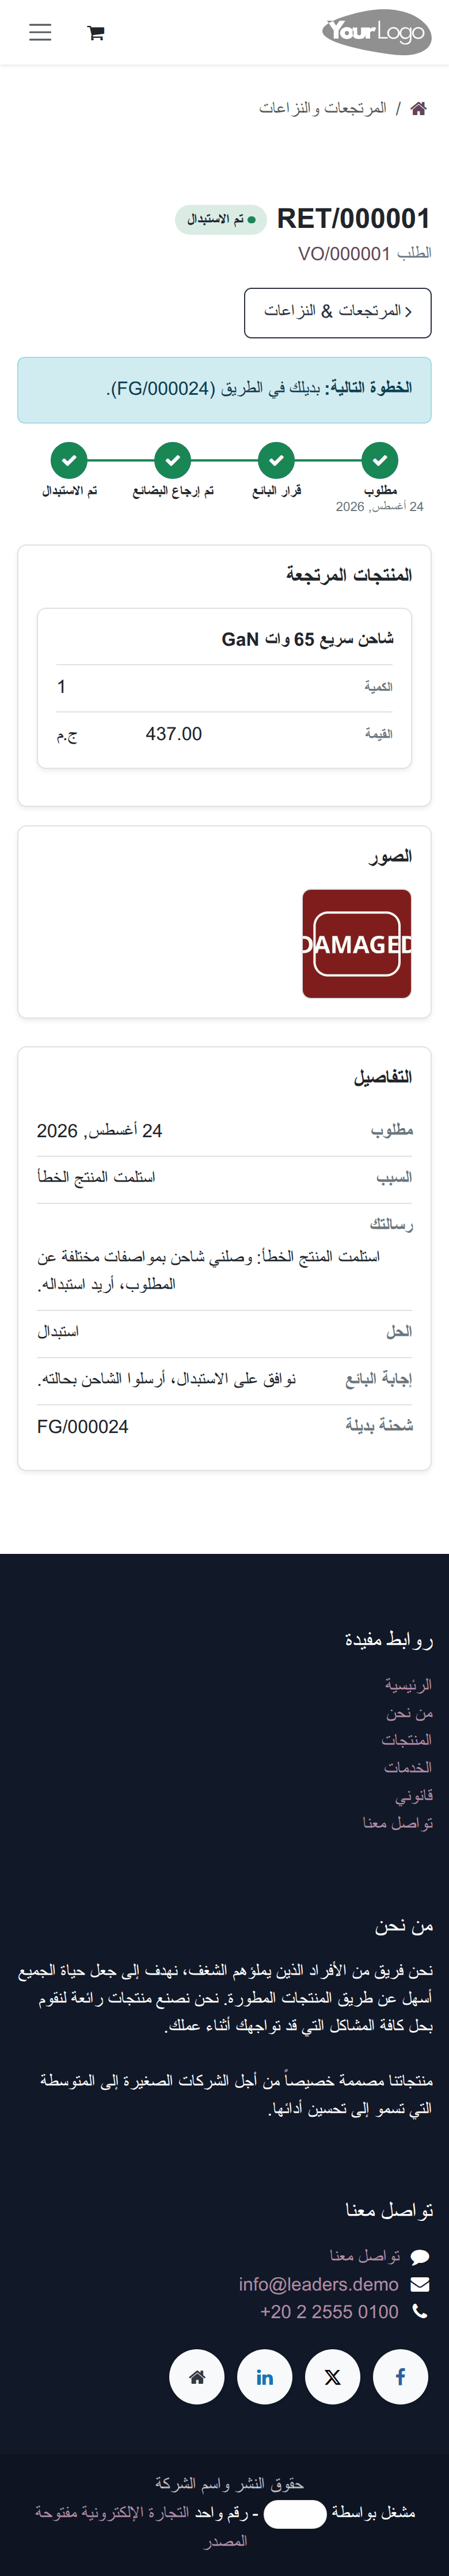 YourLogo
/ المرتجعات والنزاعات
RET/000001 تم الاستبدال
الطلب VO/000001
المرتجعات & النزاعات
الخطوة التالية: بديلك في الطريق (FG/000024).
مطلوب
24 أغسطس, 2026
قرار البائع
تم إرجاع البضائع
تم الاستبدال
المنتجات المرتجعة
شاحن سريع 65 وات GaN
الكمية 1
القيمة 437.00 ج.م
الصور
DAMAGED
التفاصيل
مطلوب 24 أغسطس, 2026
السبب استلمت المنتج الخطأ
رسالتك
استلمت المنتج الخطأ: وصلني شاحن بمواصفات مختلفة عن
المطلوب، أريد استبداله.
الحل استبدال
إجابة البائع نوافق على الاستبدال، أرسلوا الشاحن بحالته.
شحنة بديلة FG/000024
روابط مفيدة
الرئيسية
من نحن
المنتجات
الخدمات
قانوني
تواصل معنا
من نحن
نحن فريق من الأفراد الذين يملؤهم الشغف، نهدف إلى جعل حياة الجميع
أسهل عن طريق المنتجات المطورة. نحن نصنع منتجات رائعة لنقوم
بحل كافة المشاكل التي قد تواجهك أثناء عملك.
منتجاتنا مصممة خصيصاً من أجل الشركات الصغيرة إلى المتوسطة
التي تسمو إلى تحسين أدائها.
تواصل معنا
تواصل معنا
info@leaders.demo
+20 2 2555 0100
حقوق النشر واسم الشركة
مشغل بواسطة - رقم واحد التجارة الإلكترونية مفتوحة
المصدر